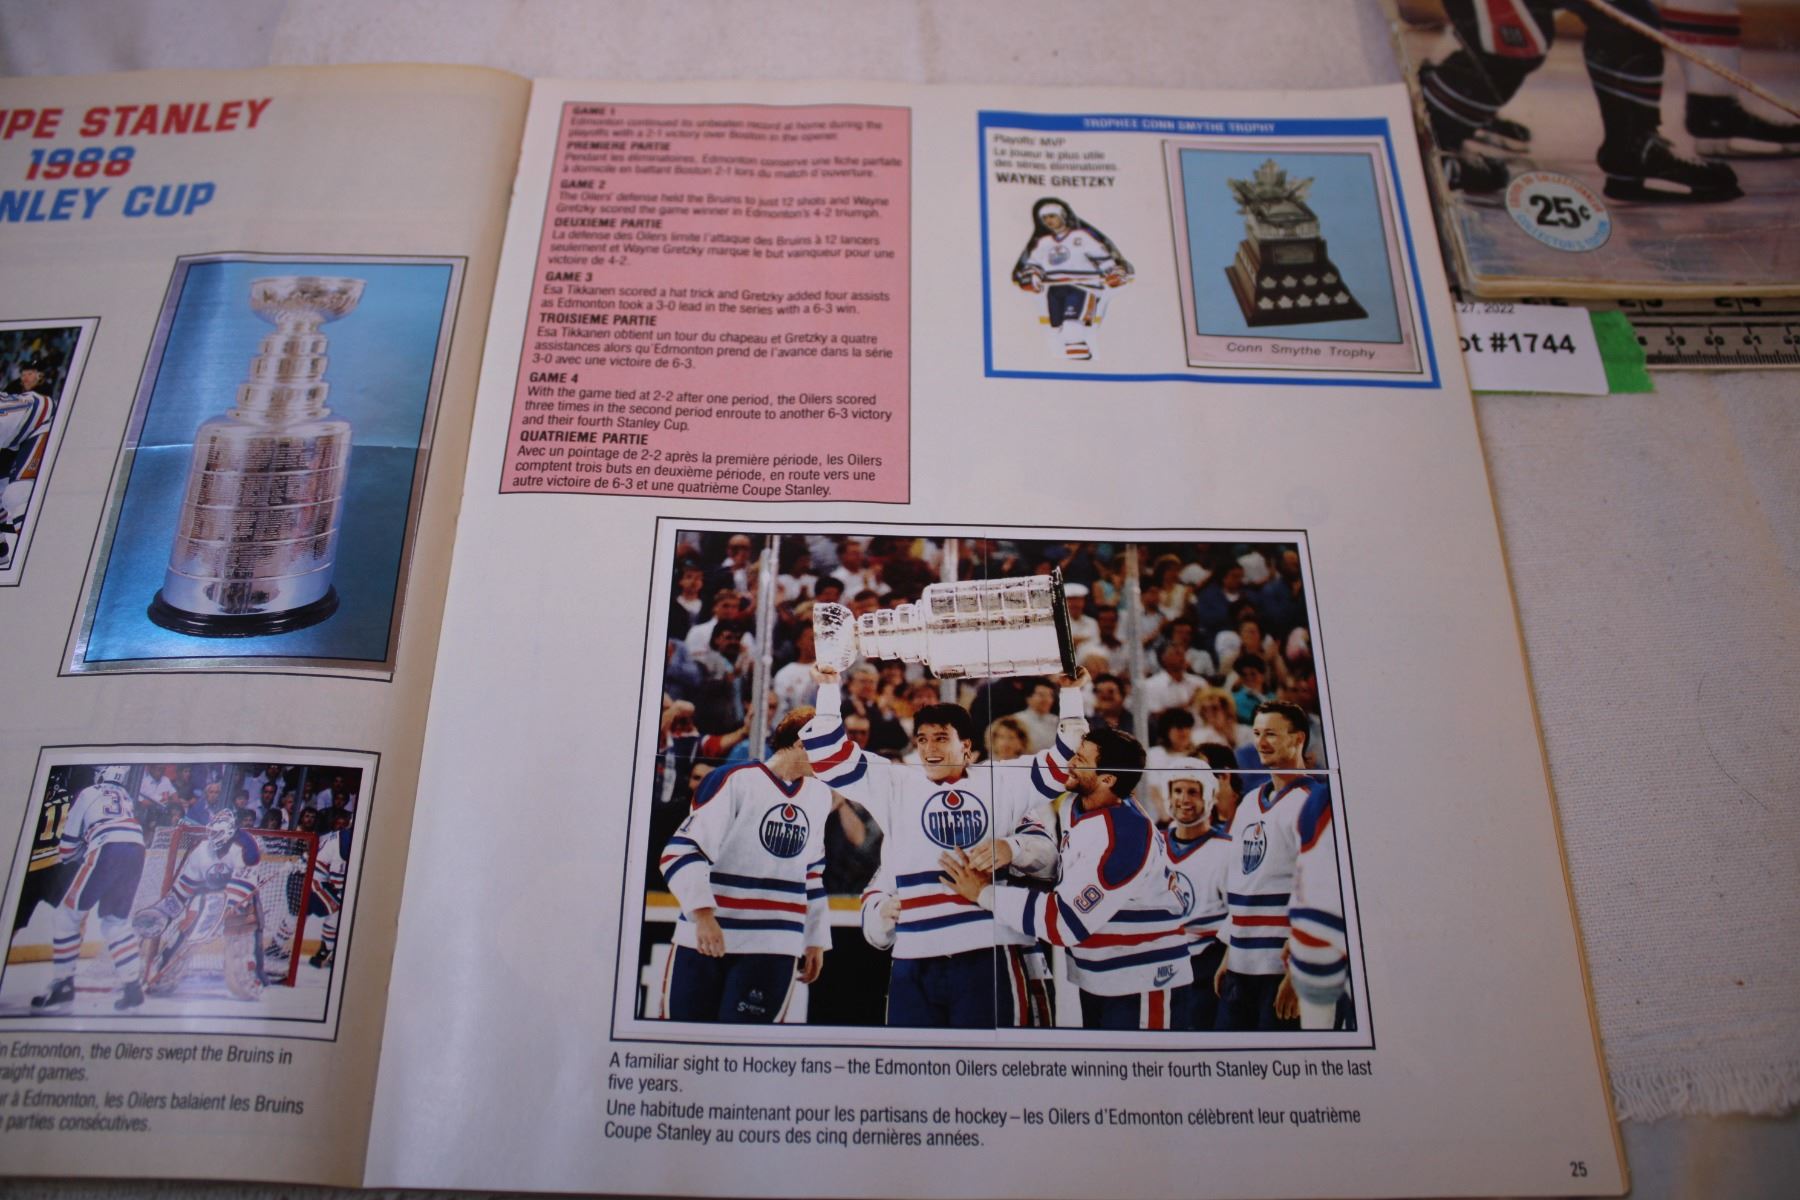 UPE STANLEY
1988
NLEY CUP
n Edmonton, the Oilers swept the Bruins in
raight games.
r à Edmonton, les Oilers balaient les Bruins
parties consécutives.
GAME 1
Edmonton continued its unbeaten record at home during the
playoffs with a 2-1 victory over Boston in the opener.
PREMIERE PARTIE
Pendant les éliminatoires, Edmonton conserve une fiche parfaite
à domicile en battant Boston 2-1 lors du match d'ouverture.
GAME 2
The Oilers' defense held the Bruins to just 12 shots and Wayne
Gretzky scored the game winner in Edmonton's 4-2 triumph.
DEUXIEME PARTIE
La défense des Oilers limite l'attaque des Bruins à 12 lancers
seulement et Wayne Gretzky marque le but vainqueur pour une
victoire de 4-2.
GAME 3
Esa Tikkanen scored a hat trick and Gretzky added four assists
as Edmonton took a 3-0 lead in the series with a 6-3 win.
TROISIEME PARTIE
Esa Tikkanen obtient un tour du chapeau et Gretzky a quatre
assistances alors qu'Edmonton prend de l'avance dans la série
3-0 avec une victoire de 6-3.
GAME 4
With the game tied at 2-2 after one period, the Oilers scored
three times in the second period enroute to another 6-3 victory
and their fourth Stanley Cup.
QUATRIEME PARTIE
Avec un pointage de 2-2 après la première période, les Oilers
comptent trois buts en deuxième période, en route vers une
autre victoire de 6-3 et une quatrième Coupe Stanley.
TROPHEE CONN SMYTHE TROPHY
Playoffs MVP
Le joueur le plus utile
des séries éliminatoires.
WAYNE GRETZKY
Conn Smythe Trophy
OILERS
OILERS
9
NIKE
31
A familiar sight to Hockey fans – the Edmonton Oilers celebrate winning their fourth Stanley Cup in the last
five years.
Une habitude maintenant pour les partisans de hockey – les Oilers d'Edmonton célèbrent leur quatrième
Coupe Stanley au cours des cinq dernières années.
25
25¢
COLLECTOR'S EDITION
27, 2022
ot #1744
59 60 61 62